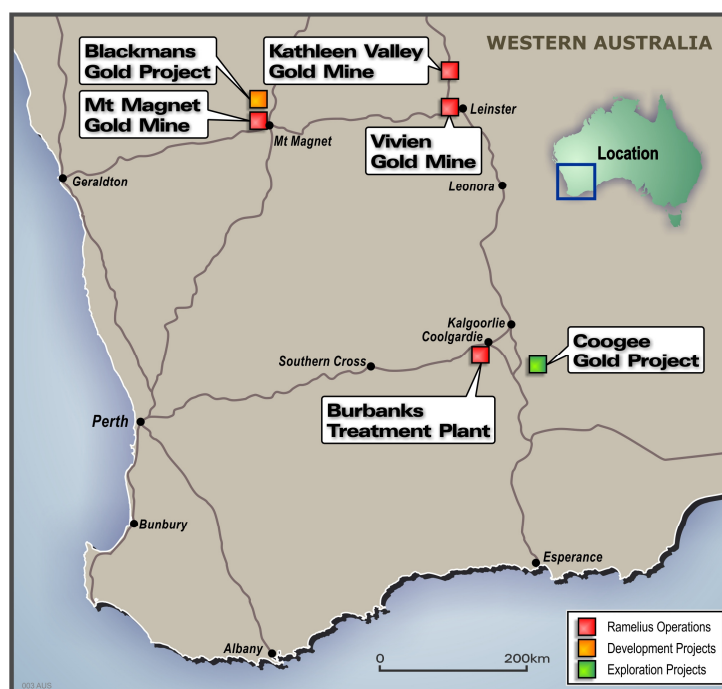 WESTERN AUSTRALIA
Blackmans
Gold Project
Kathleen Valley
Gold Mine
Mt Magnet
Gold Mine
Leinster
Mt Magnet
Vivien
Gold Mine
Location
Geraldton
Leonora
Kalgoorlie
Coolgardie
Coogee
Gold Project
Southern Cross
Burbanks
Treatment Plant
Perth
Bunbury
Esperance
Albany
0
200km
Ramelius Operations
Development Projects
Exploration Projects
003 AUS